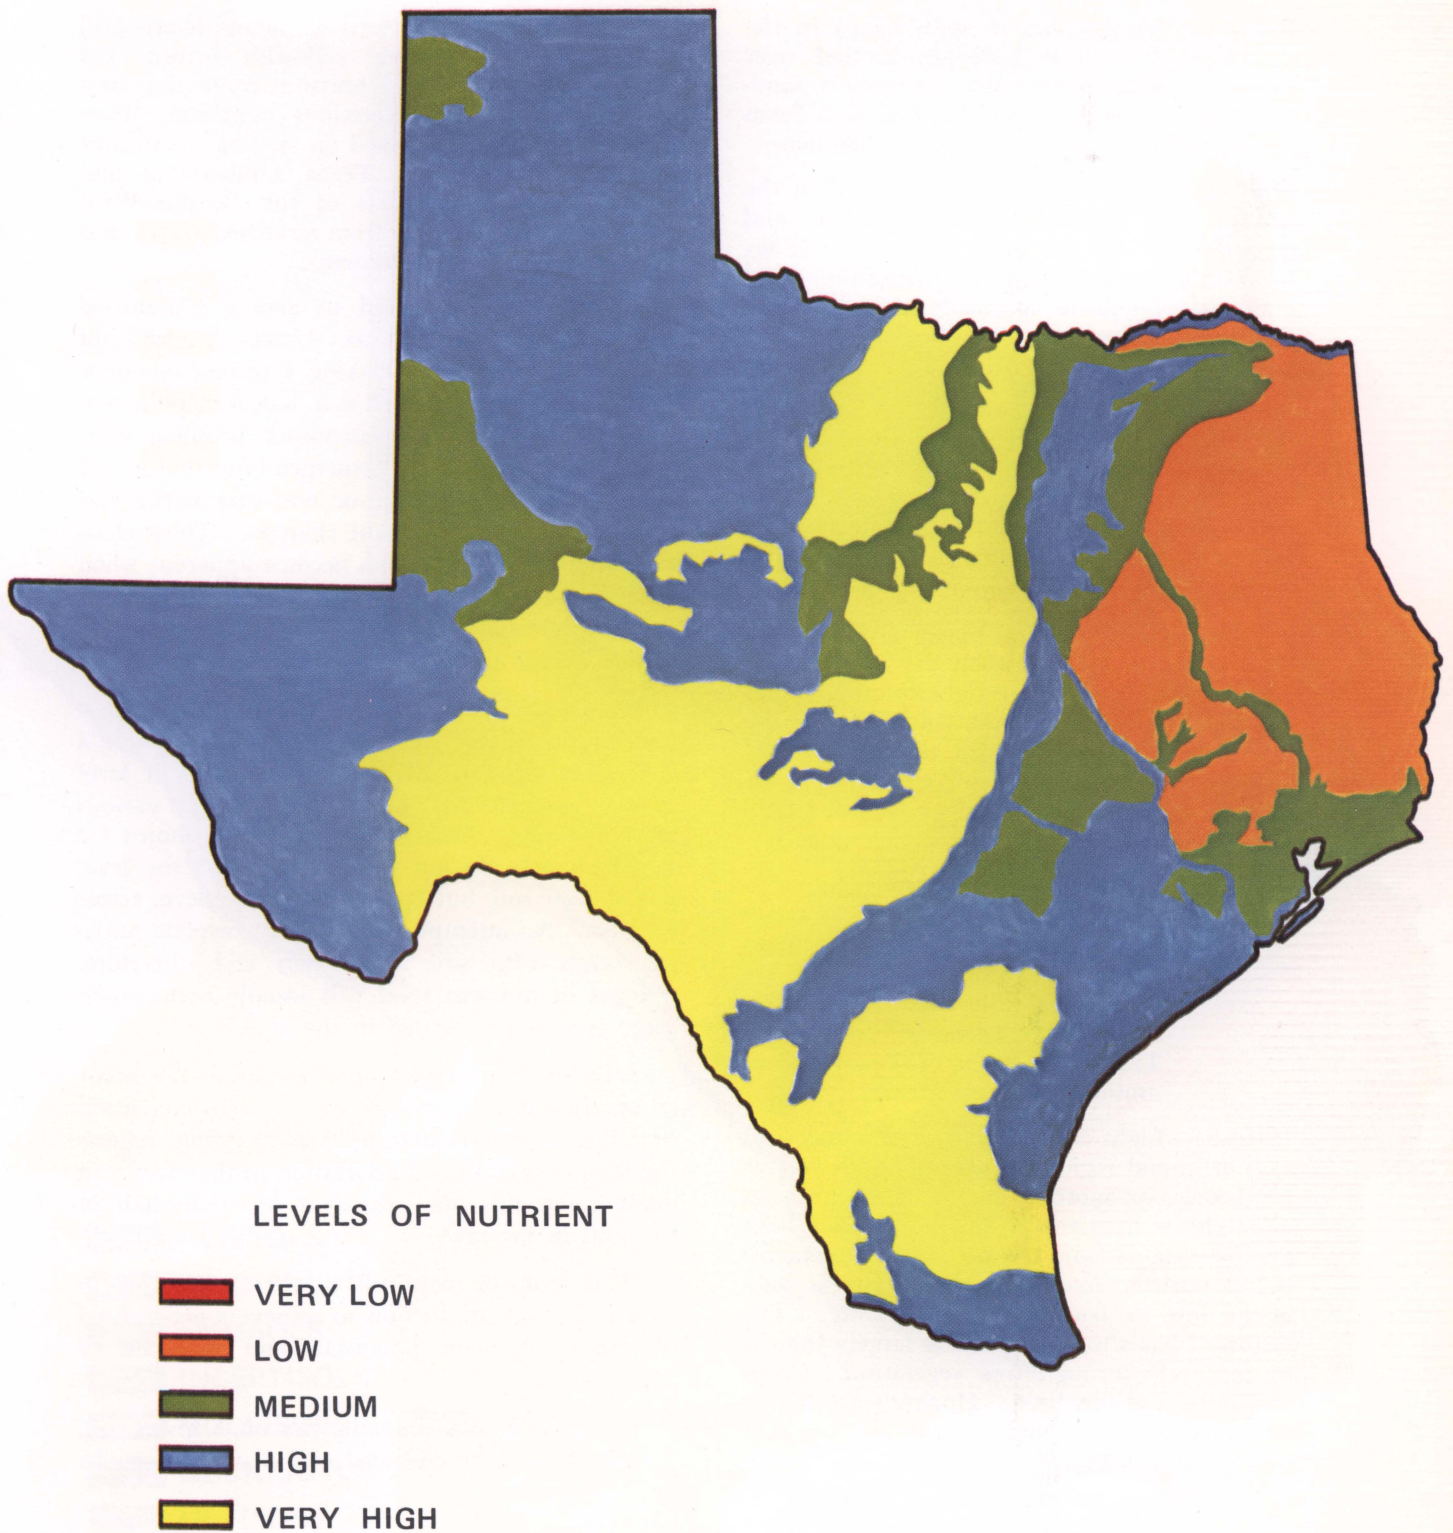 LEVELS OF NUTRIENT
VERY LOW
LOW
MEDIUM
HIGH
VERY HIGH